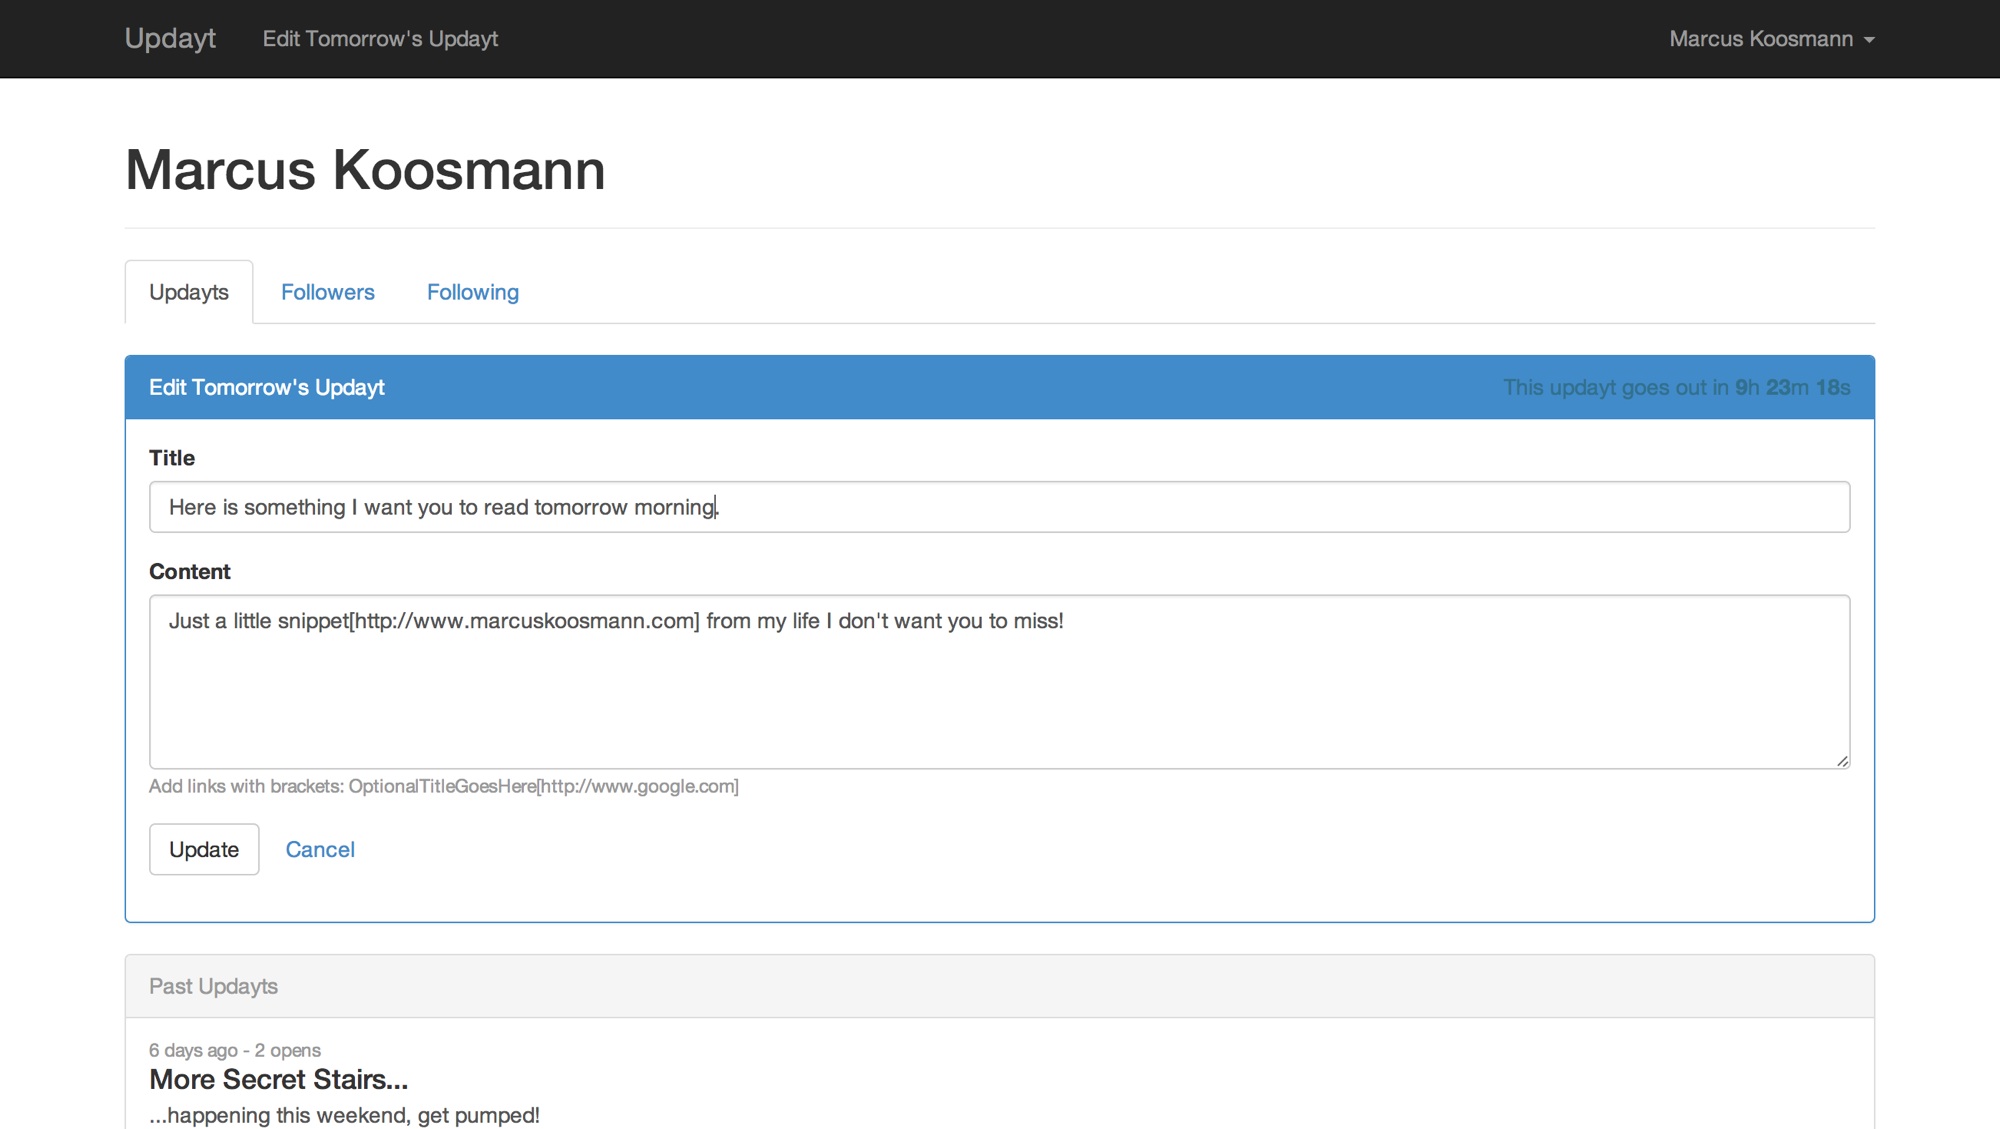 Updayt
Edit Tomorrow's Updayt
Marcus Koosmann
Marcus Koosmann
Updayts
Followers
Following
Edit Tomorrow's Updayt
This updayt goes out in 9h 23m 18s
Title
Here is something I want you to read tomorrow morning.
Content
Just a little snippet[http://www.marcuskoosmann.com] from my life I don't want you to miss!
Add links with brackets: OptionalTitleGoesHere[http://www.google.com]
Update
Cancel
Past Updayts
6 days ago - 2 opens
More Secret Stairs...
...happening this weekend, get pumped!